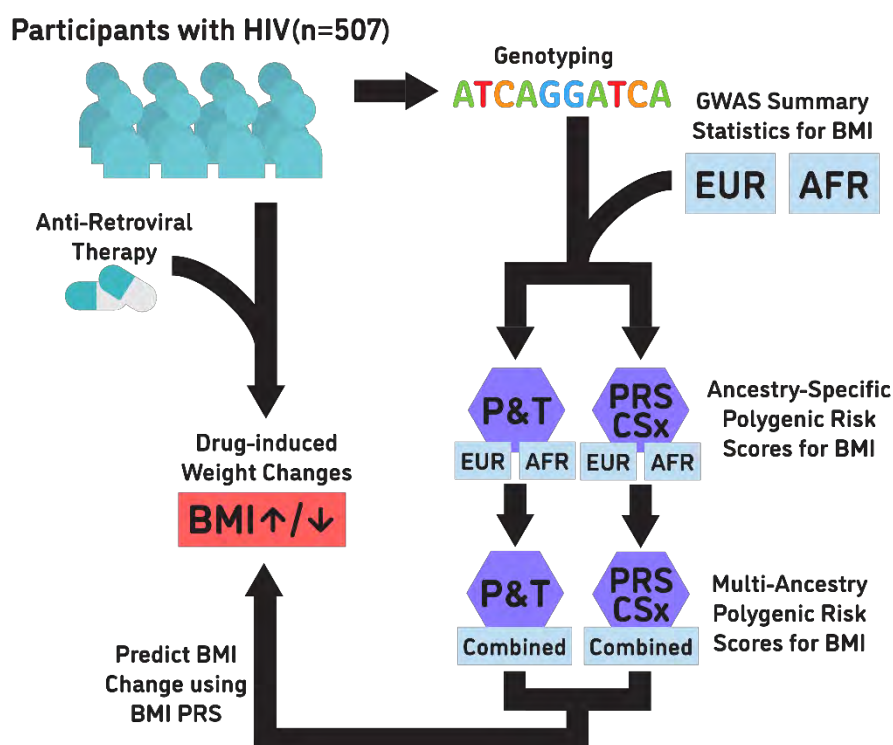 Participants with HIV(n=507)
Genotyping
ATCAGGATCA
GWAS Summary
Statistics for BMI
EUR AFR
Anti-Retroviral
Therapy
P&T
PRS
CSx
EUR AFR EUR AFR
Ancestry-Specific
Polygenic Risk
Scores for BMI
Drug-induced
Weight Changes
BMI↑/↓
P&T
PRS
CSx
Combined Combined
Multi-Ancestry
Polygenic Risk
Scores for BMI
Predict BMI
Change using
BMI PRS